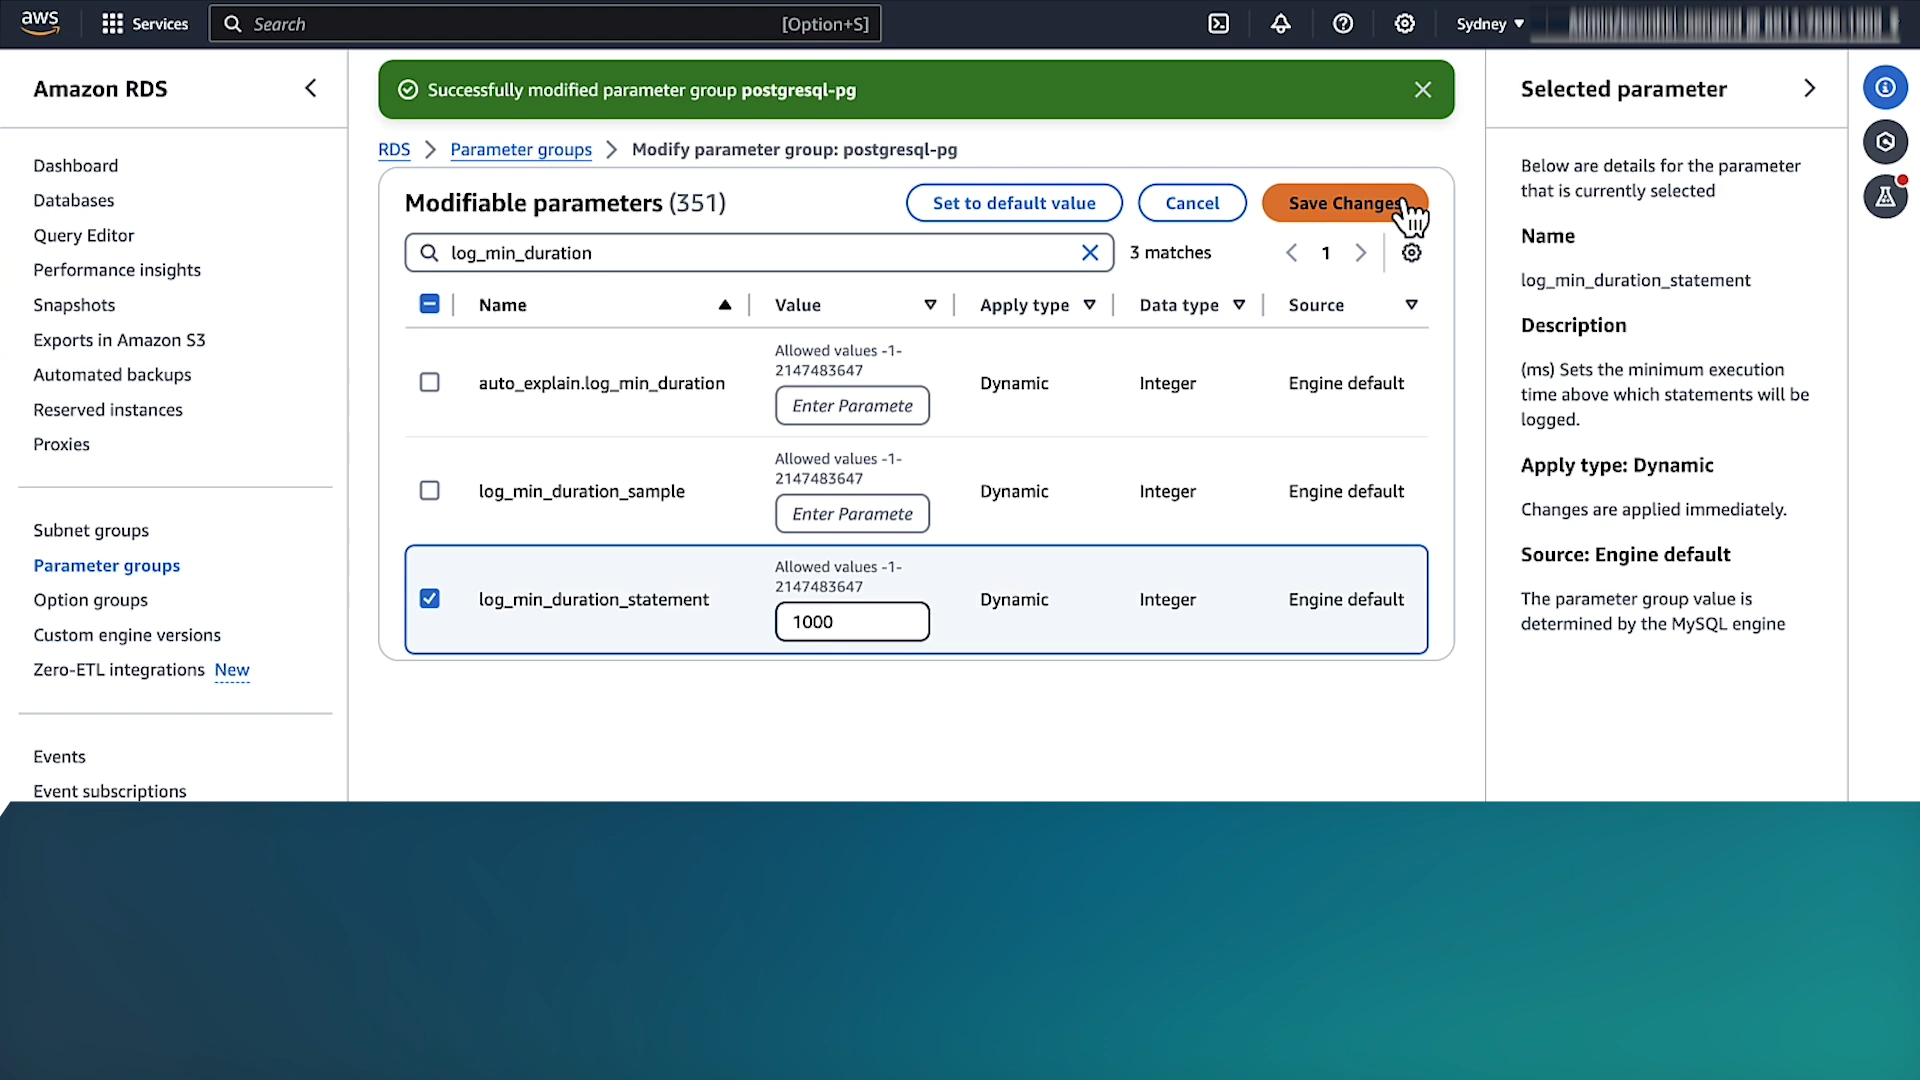 aws
Services
Search
[Option+S]
Sydney
Amazon RDS
Dashboard
Databases
Query Editor
Performance insights
Snapshots
Exports in Amazon S3
Automated backups
Reserved instances
Proxies
Subnet groups
Parameter groups
Option groups
Custom engine versions
Zero-ETL integrations New
Events
Event subscriptions
Successfully modified parameter group postgresql-pg
RDS > Parameter groups > Modify parameter group: postgresql-pg
Modifiable parameters (351)
Set to default value
Cancel
Save Changes
log_min_duration
3 matches
1
Name
Value
Apply type
Data type
Source
Allowed values -1-
2147483647
auto_explain.log_min_duration
Enter Paramete
Dynamic
Integer
Engine default
Allowed values -1-
2147483647
log_min_duration_sample
Enter Paramete
Dynamic
Integer
Engine default
Allowed values -1-
2147483647
log_min_duration_statement
1000
Dynamic
Integer
Engine default
Selected parameter
Below are details for the parameter
that is currently selected
Name
log_min_duration_statement
Description
(ms) Sets the minimum execution
time above which statements will be
logged.
Apply type: Dynamic
Changes are applied immediately.
Source: Engine default
The parameter group value is
determined by the MySQL engine